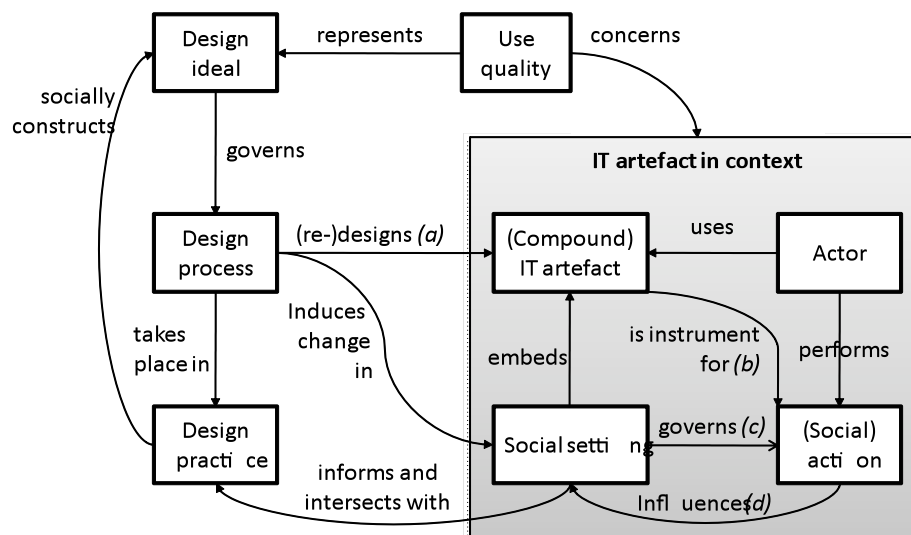 Design
ideal
represents
Use
quality
concerns
socially
constructs
governs
IT artefact in context
Design
process
(re-)designs (a)
(Compound)
IT artefact
uses
Actor
Induces
change
in
takes
place in
embeds
is instrument
for (b)
performs
Design
practi ce
Social setti ng
governs (c)
(Social)
acti on
informs and
intersects with
Infl uences(d)